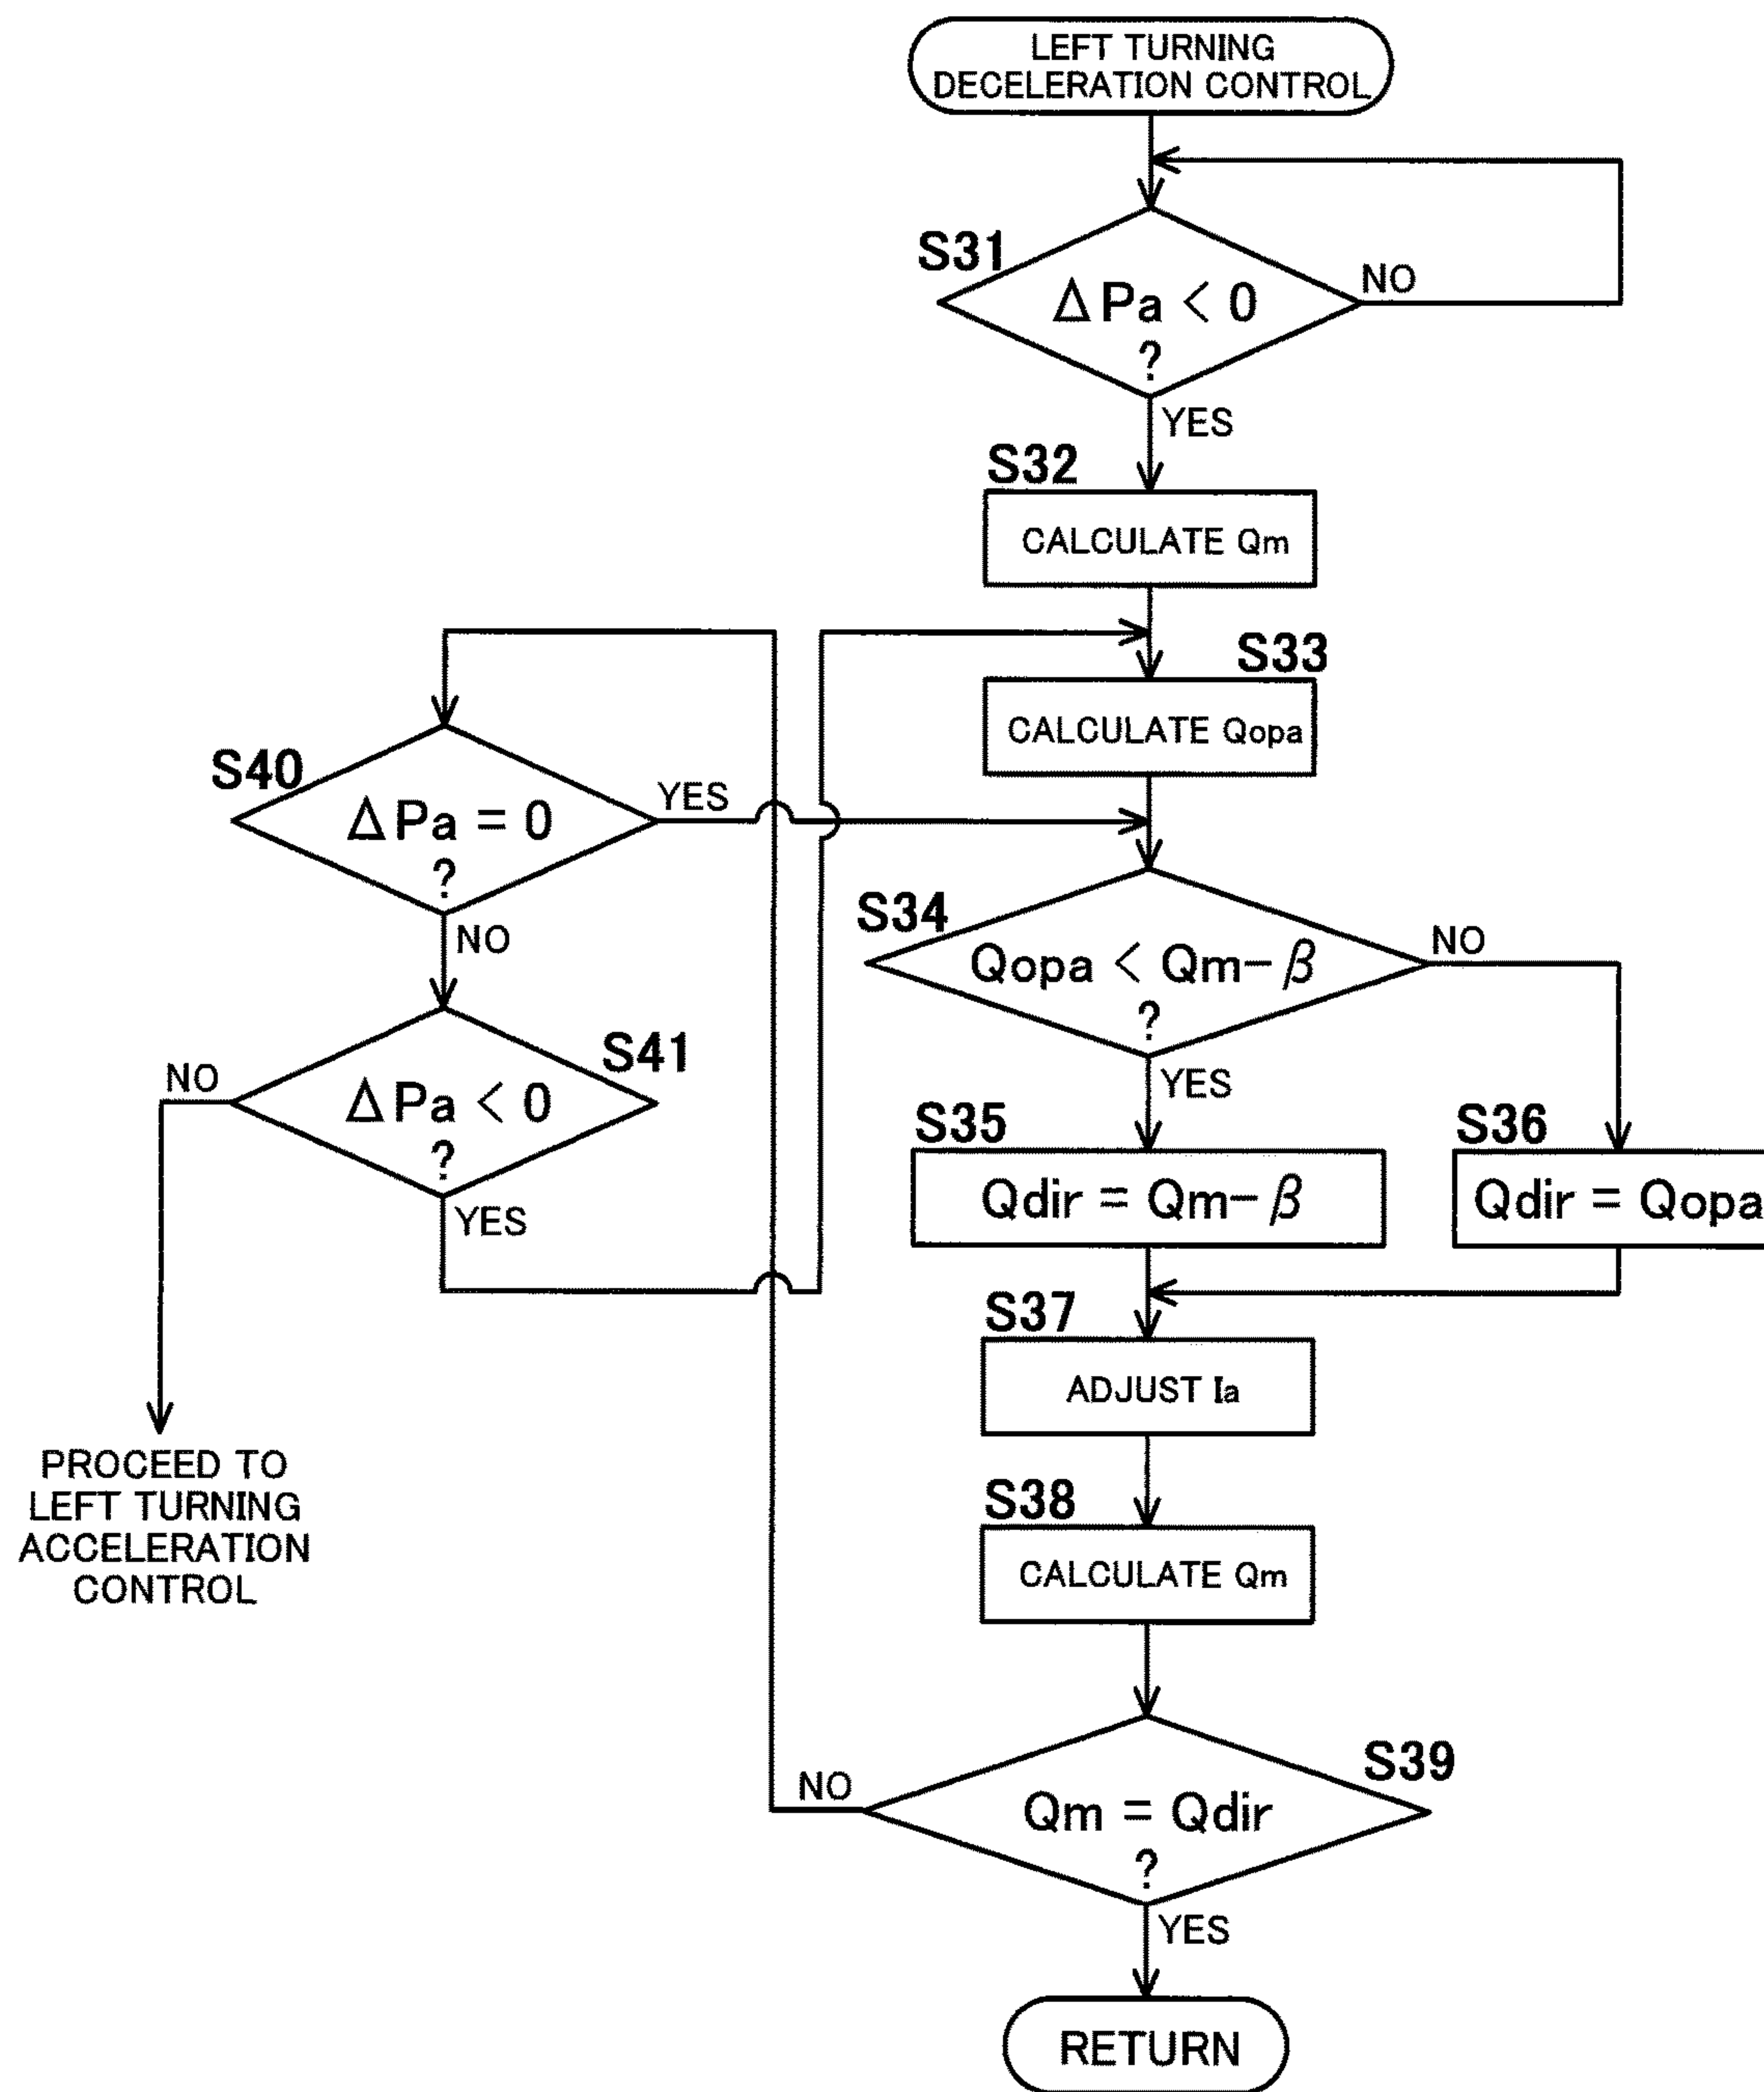 LEFT TURNING
DECELERATION CONTROL
S31
ΔPa < 0
?
NO
YES
S32
CALCULATE Qm
S33
CALCULATE Qopa
S40
ΔPa = 0
?
YES
NO
S34
Qopa < Qm-β
?
NO
YES
S41
ΔPa < 0
?
NO
YES
S35
Qdir = Qm-β
S36
Qdir = Qopa
S37
ADJUST Ia
PROCEED TO
LEFT TURNING
ACCELERATION
CONTROL
S38
CALCULATE Qm
S39
Qm = Qdir
?
NO
YES
RETURN